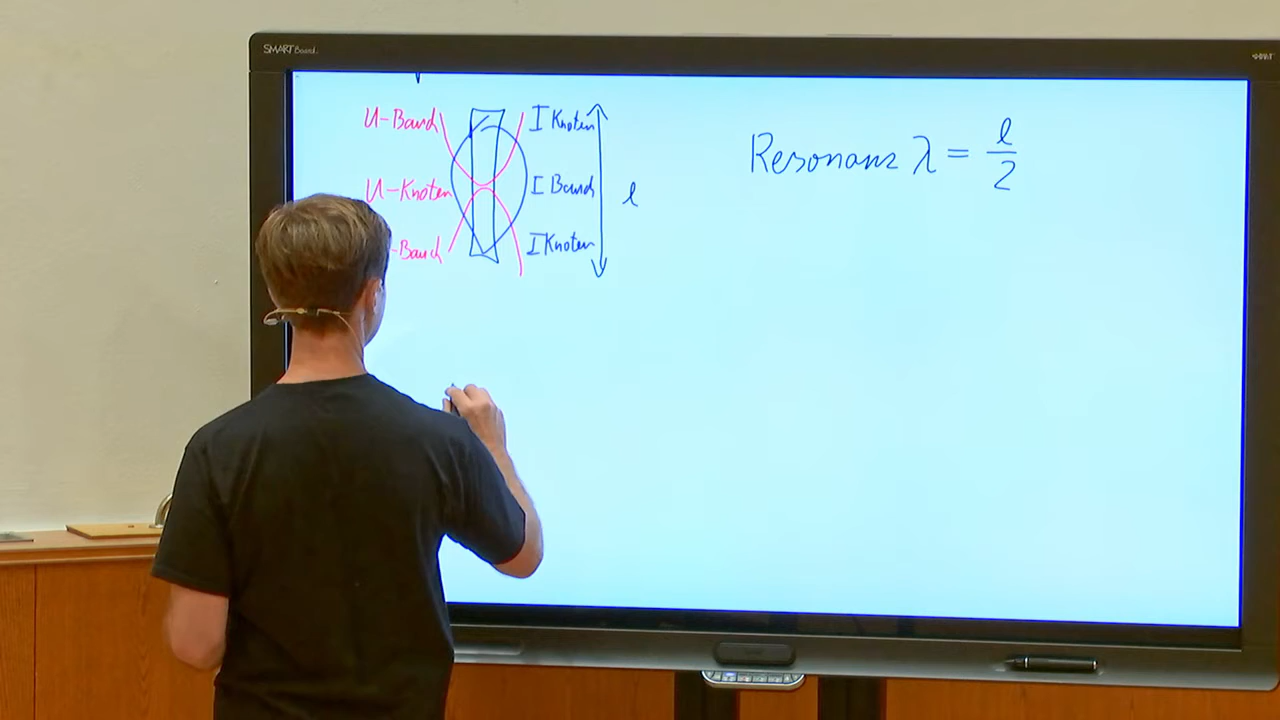 SMART Board
U-Bauch I Knoten
U-Knoten I Bauch l
-Bauch I Knoten
Resonanz λ = l/2